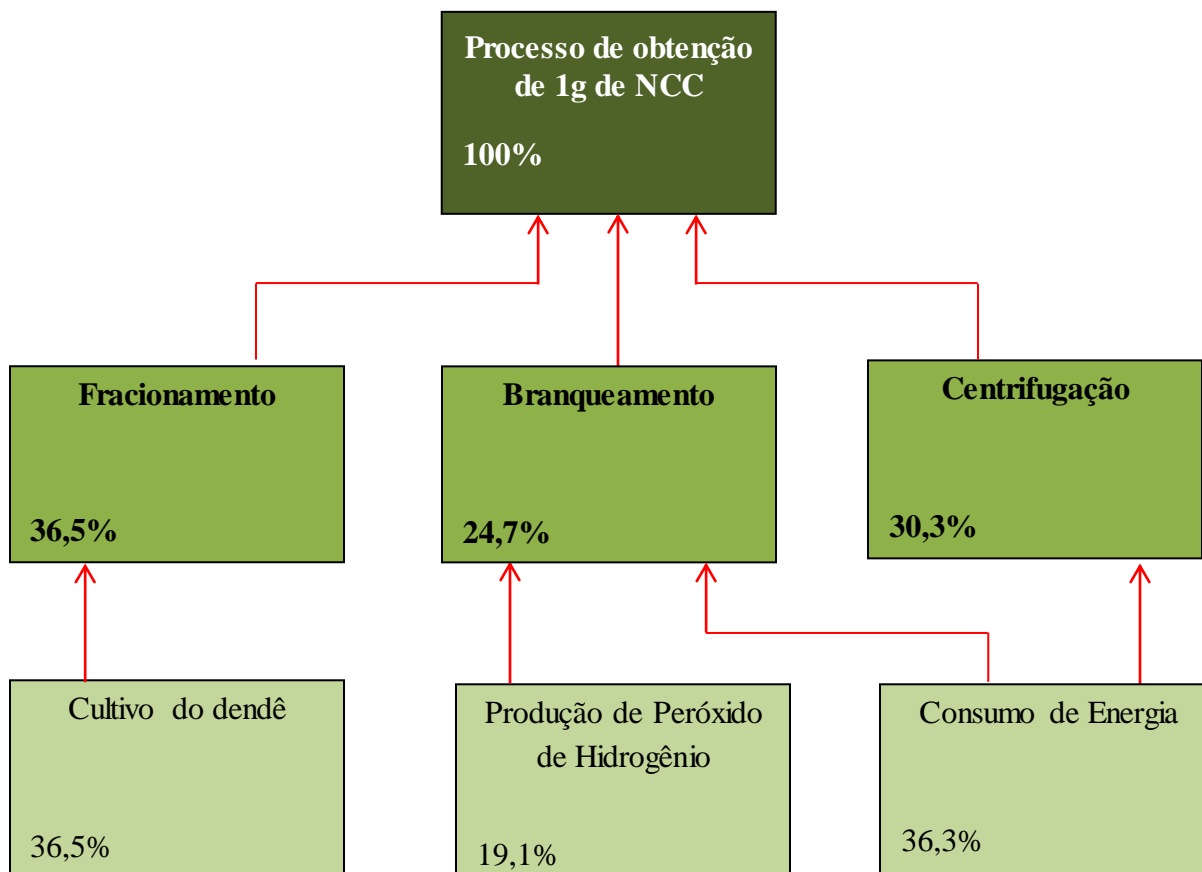 Processo de obtenção
de 1g de NCC
100%
Fracionamento
36,5%
Branqueamento
24,7%
Centrifugação
30,3%
Cultivo do dendê
36,5%
Produção de Peróxido
de Hidrogênio
19,1%
Consumo de Energia
36,3%